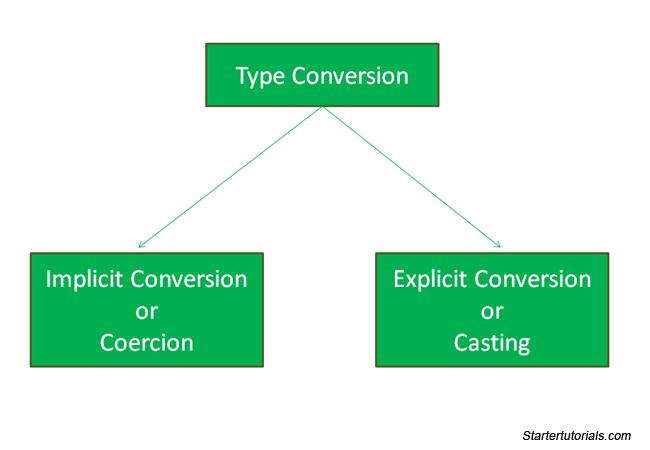 Type Conversion
Implicit Conversion
or
Coercion
Explicit Conversion
or
Casting
Startertutorials.com